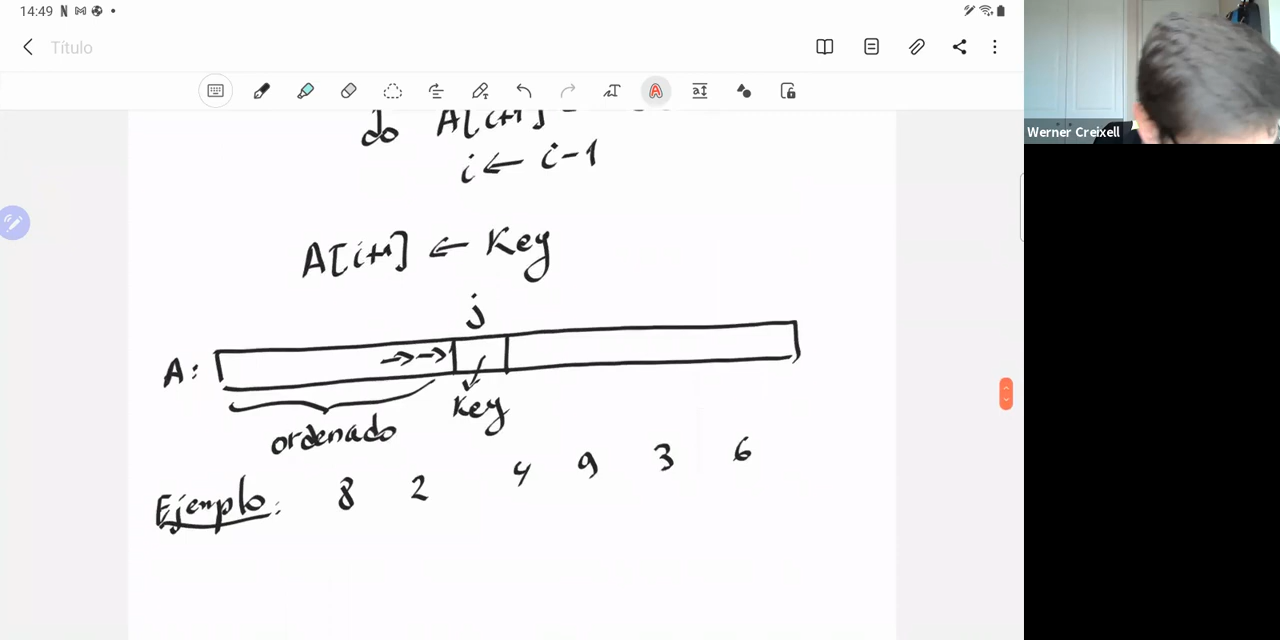 14:49
Título
do A[i+1]
i ← i-1
A[i+1] ← Key
j
A:
Key
ordenado
Ejemplo: 8 2 4 9 3 6
Werner Creixell